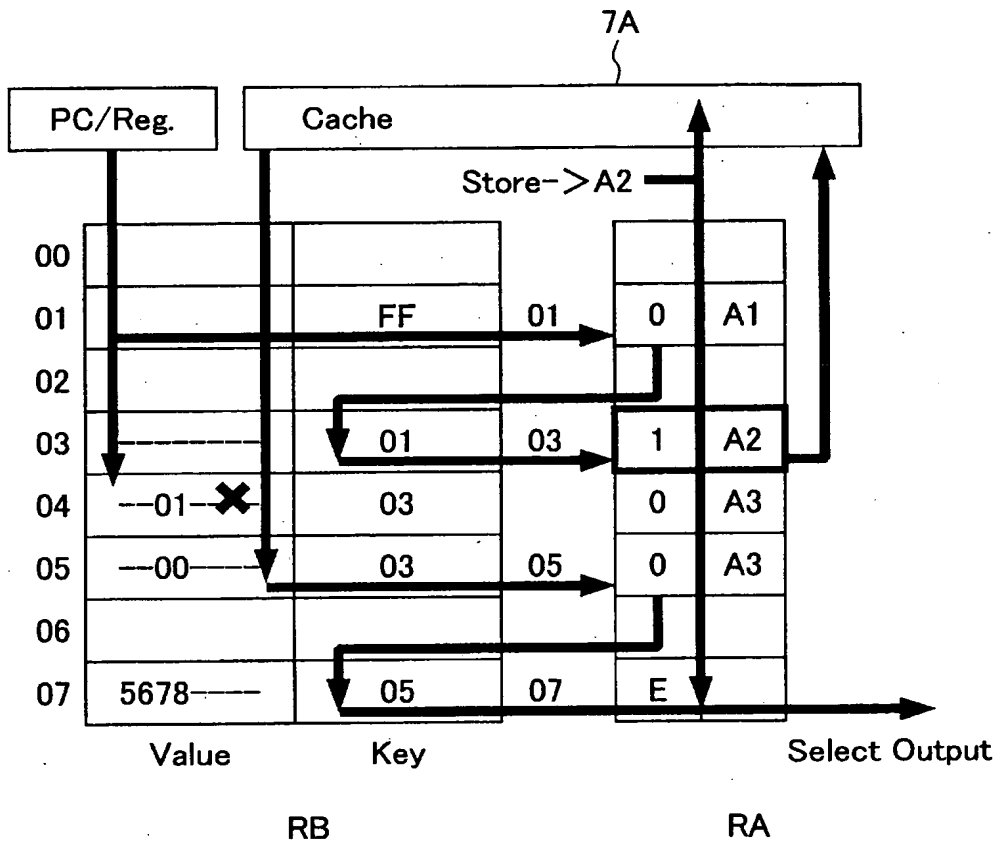 7A
PC/Reg. Cache
Store->A2
00
01 FF 01 0 A1
02
03 --------- 01 03 1 A2
04 --01---- 03 0 A3
05 --00----- 03 05 0 A3
06
07 5678---- 05 07 E
Value Key Select Output
RB RA